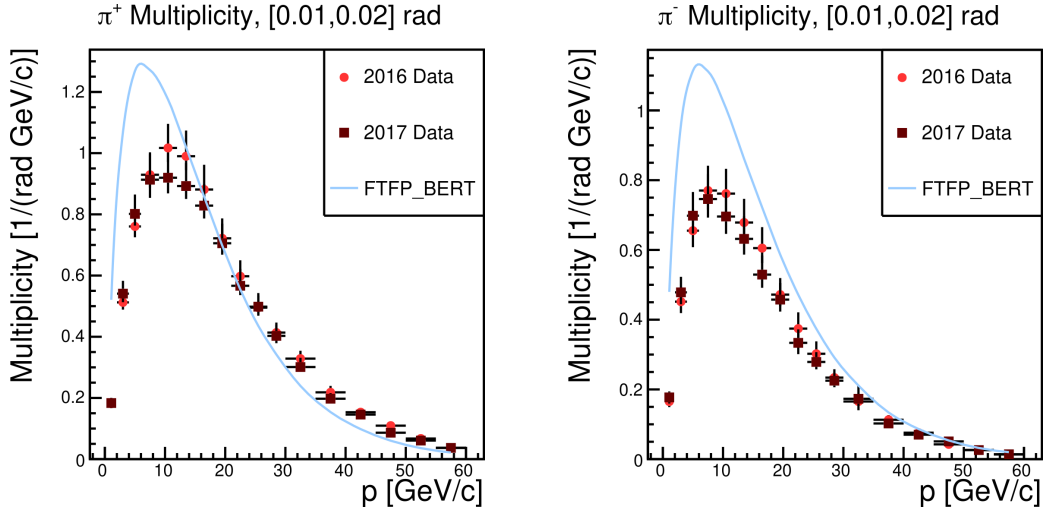 π⁺ Multiplicity, [0.01,0.02] rad
Multiplicity [1/(rad GeV/c)]
1.2
1
0.8
0.6
0.4
0.2
0
0 10 20 30 40 50 60
p [GeV/c]
2016 Data
2017 Data
FTFP_BERT
π⁻ Multiplicity, [0.01,0.02] rad
Multiplicity [1/(rad GeV/c)]
1
0.8
0.6
0.4
0.2
0
0 10 20 30 40 50 60
p [GeV/c]
2016 Data
2017 Data
FTFP_BERT